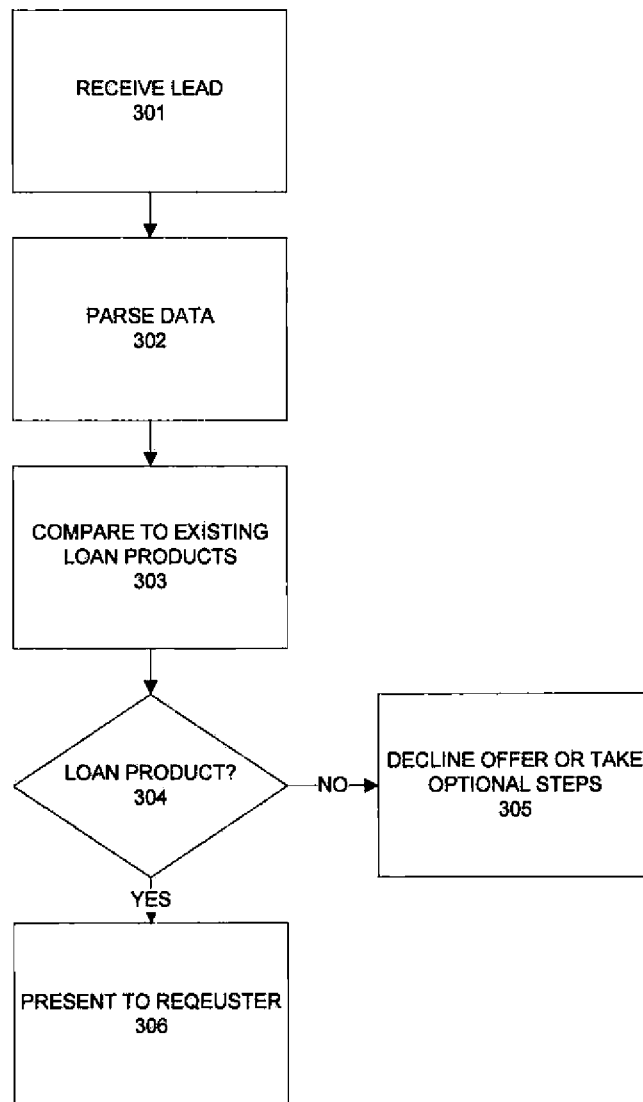 RECEIVE LEAD
301
PARSE DATA
302
COMPARE TO EXISTING
LOAN PRODUCTS
303
LOAN PRODUCT?
304
NO
DECLINE OFFER OR TAKE
OPTIONAL STEPS
305
YES
PRESENT TO REQEUSTER
306